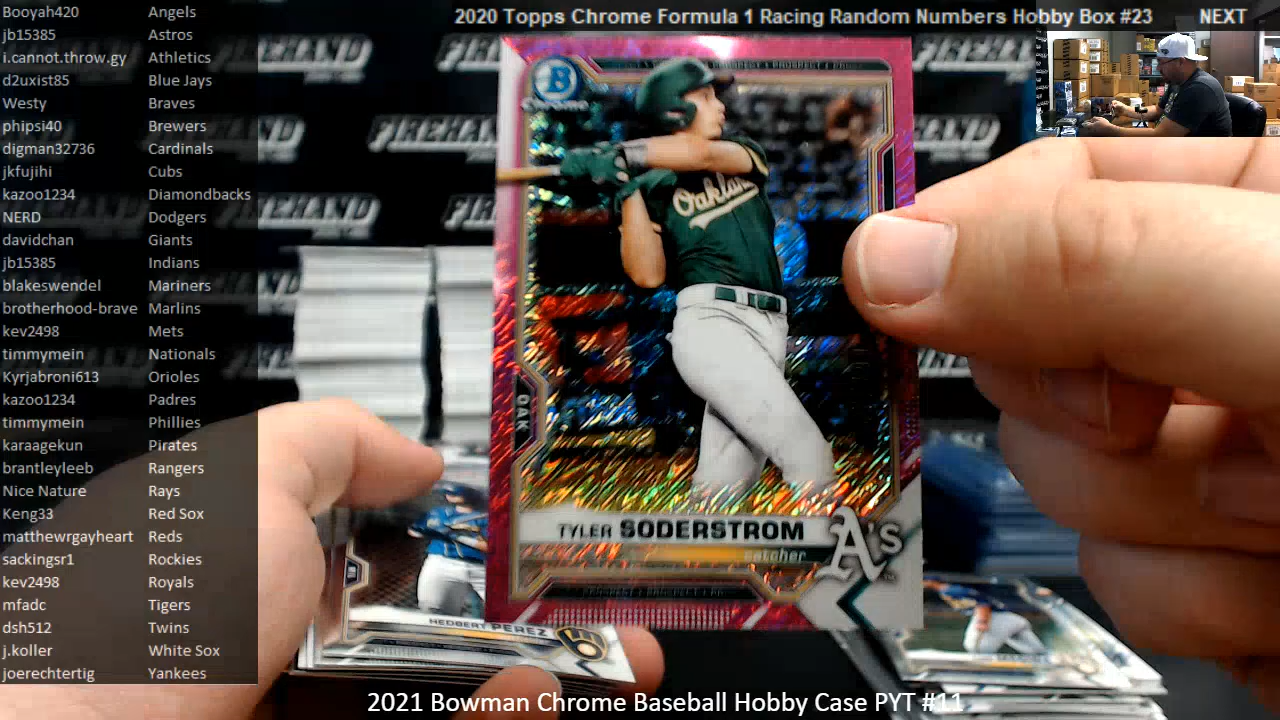 2020 Topps Chrome Formula 1 Racing Random Numbers Hobby Box #23 NEXT
Booyah420 Angels
jb15385 Astros
i.cannot.throw.gy Athletics
d2uxist85 Blue Jays
Westy Braves
phipsi40 Brewers
digman32736 Cardinals
jkfujihi Cubs
kazoo1234 Diamondbacks
NERD Dodgers
davidchan Giants
jb15385 Indians
blakeswendel Mariners
brotherhood-brave Marlins
kev2498 Mets
timmymein Nationals
Kyrjabroni613 Orioles
kazoo1234 Padres
timmymein Phillies
karaagekun Pirates
brantleyleeb Rangers
Nice Nature Rays
Keng33 Red Sox
matthewrgayheart Reds
sackingsr1 Rockies
kev2498 Royals
mfadc Tigers
dsh512 Twins
j.koller White Sox
joerechtertig Yankees
FIREHAND
FIREHAND
FIREHAND
B
Chrome
Oakland
OAK
TYLER SODERSTROM
catcher
A's
HEDBERT PEREZ
2021 Bowman Chrome Baseball Hobby Case PYT #11